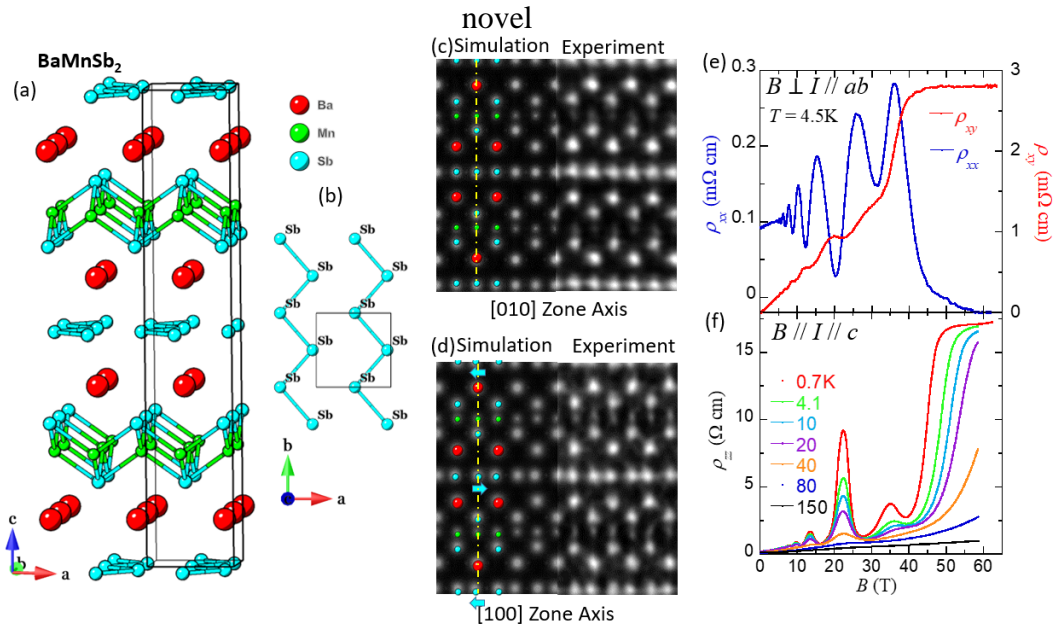 novel
BaMnSb2
(a)
Ba
Mn
Sb
(b)
Sb Sb
Sb Sb
Sb Sb
Sb Sb
Sb Sb
Sb Sb
b
a
c
b
a
(c) Simulation Experiment
[010] Zone Axis
(d) Simulation Experiment
[100] Zone Axis
(e)
B ⊥ I // ab
T = 4.5K
ρxy
ρxx
ρxx (mΩ cm)
0.3
0.2
0.1
0
ρxy (mΩ cm)
3
2
1
0
(f)
B // I // c
0.7K
4.1
10
20
40
80
150
ρzz (Ω cm)
15
10
5
0
0 10 20 30 40 50 60
B (T)